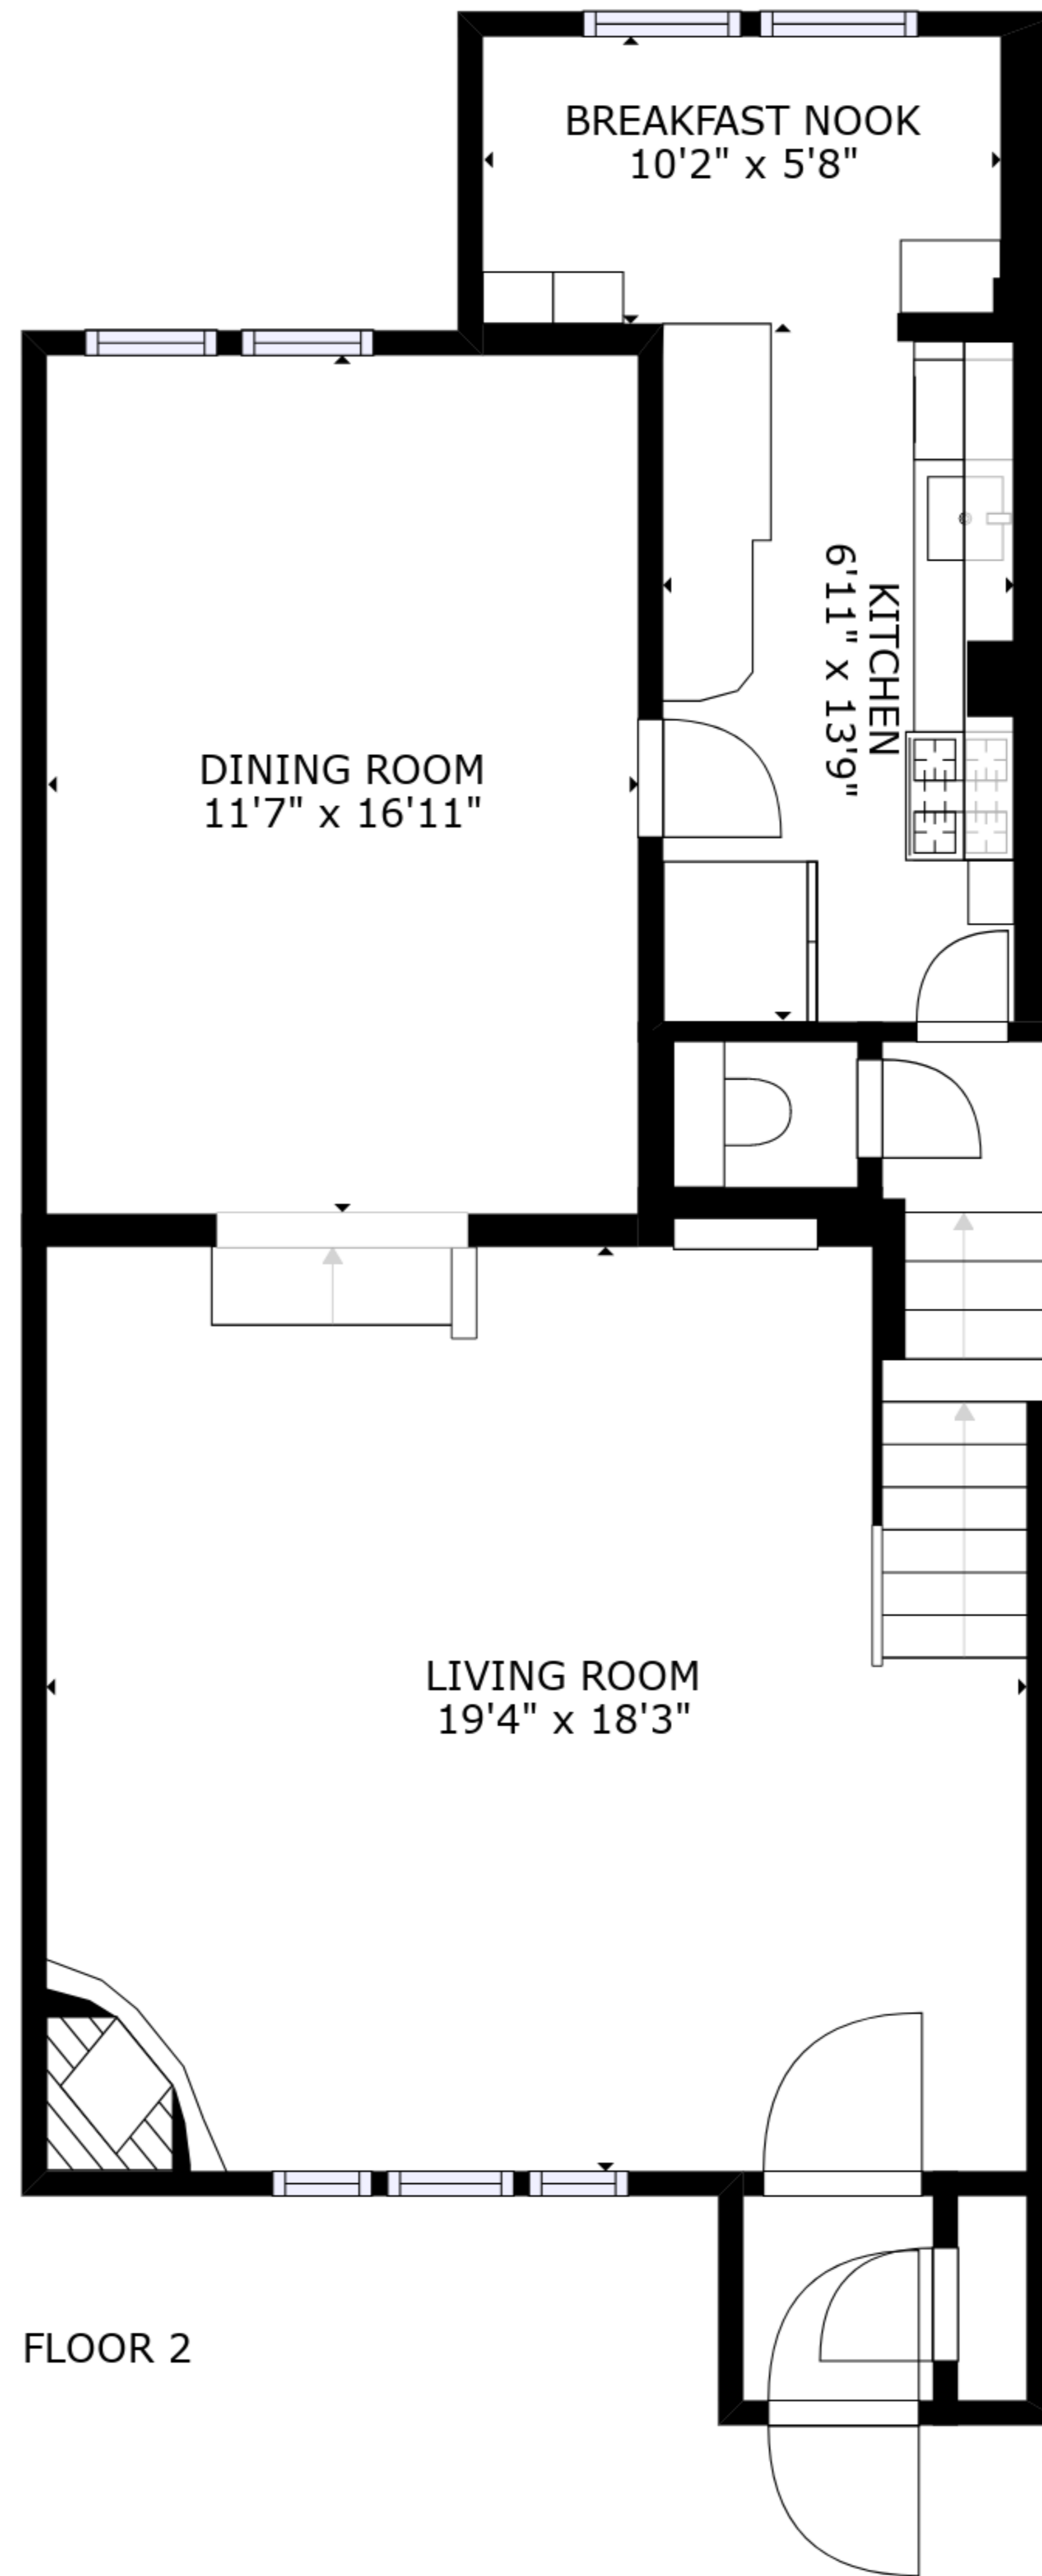 BREAKFAST NOOK
10'2" x 5'8"
KITCHEN
6'11" x 13'9"
DINING ROOM
11'7" x 16'11"
LIVING ROOM
19'4" x 18'3"
FLOOR 2